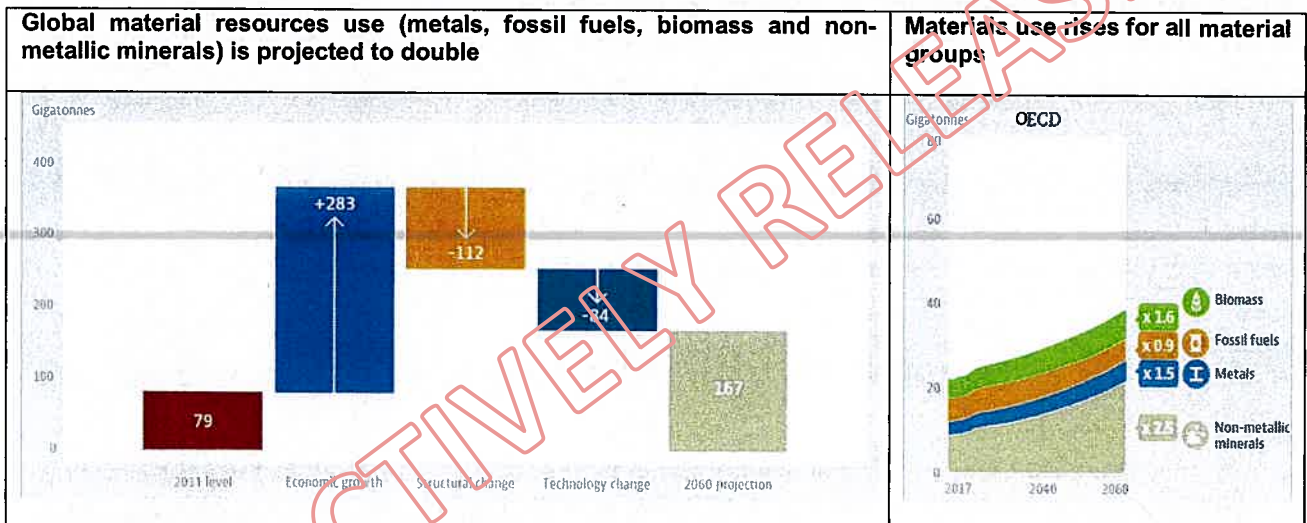 Global material resources use (metals, fossil fuels, biomass and non-
metallic minerals) is projected to double
Materials use rises for all material
groups
Gigatonnes
400
300
200
100
0
+283
-112
-84
79
167
2011 level
Economic growth
Structural change
Technology change
2060 projection
Gigatonnes
OECD
80
60
40
20
0
x 1.6
Biomass
x 0.9
Fossil fuels
x 1.5
Metals
Non-metallic
minerals
2017
2040
2060
CTIVELY RELEAS